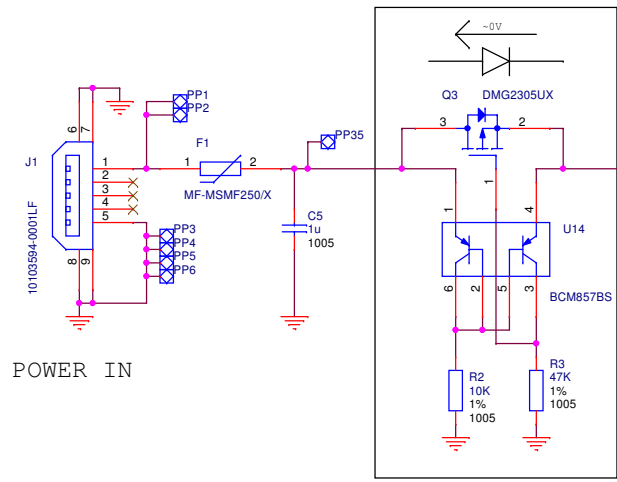 ~0V
Q3 DMG2305UX
3 2
1
PP1
PP2
6 7
J1
1
2
3
4
5
8 9
10103594-0001LF
F1
1 2
MF-MSMF250/X
PP35
C5
1u
1005
PP3
PP4
PP5
PP6
1 4
U14
6 2 5 3
BCM857BS
R2
10K
1%
1005
R3
47K
1%
1005
POWER IN